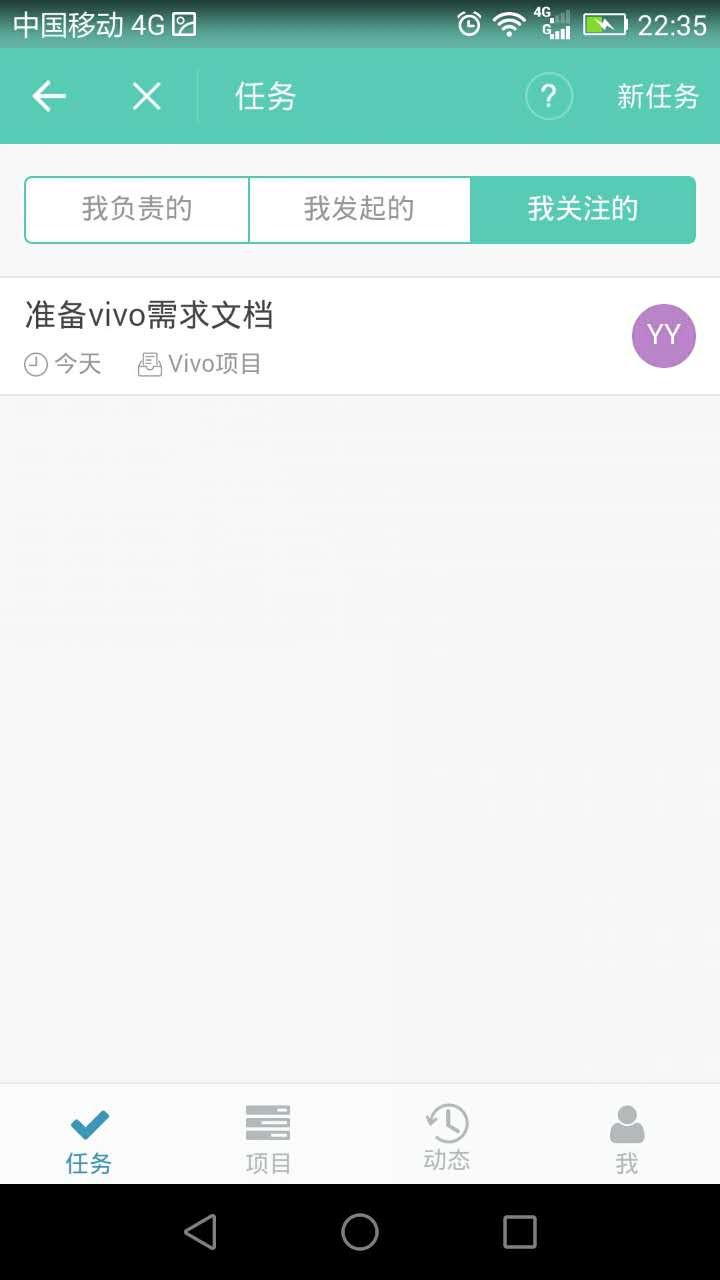 中国移动 4G 4G G 22:35
任务 ? 新任务
我负责的 我发起的 我关注的
准备vivo需求文档
YY
今天 Vivo项目
任务 项目 动态 我